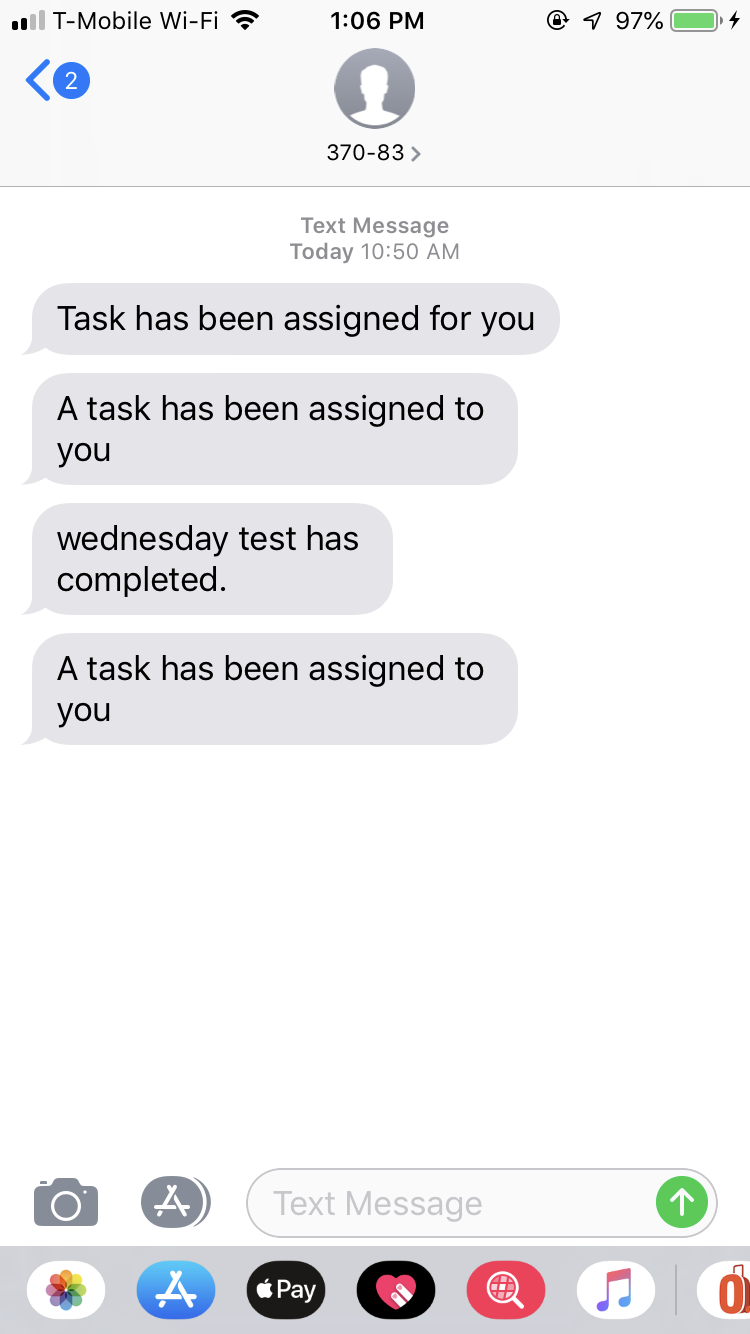 T-Mobile Wi-Fi 1:06 PM 97%
2
370-83
Text Message
Today 10:50 AM
Task has been assigned for you
A task has been assigned to
you
wednesday test has
completed.
A task has been assigned to
you
Text Message
Pay